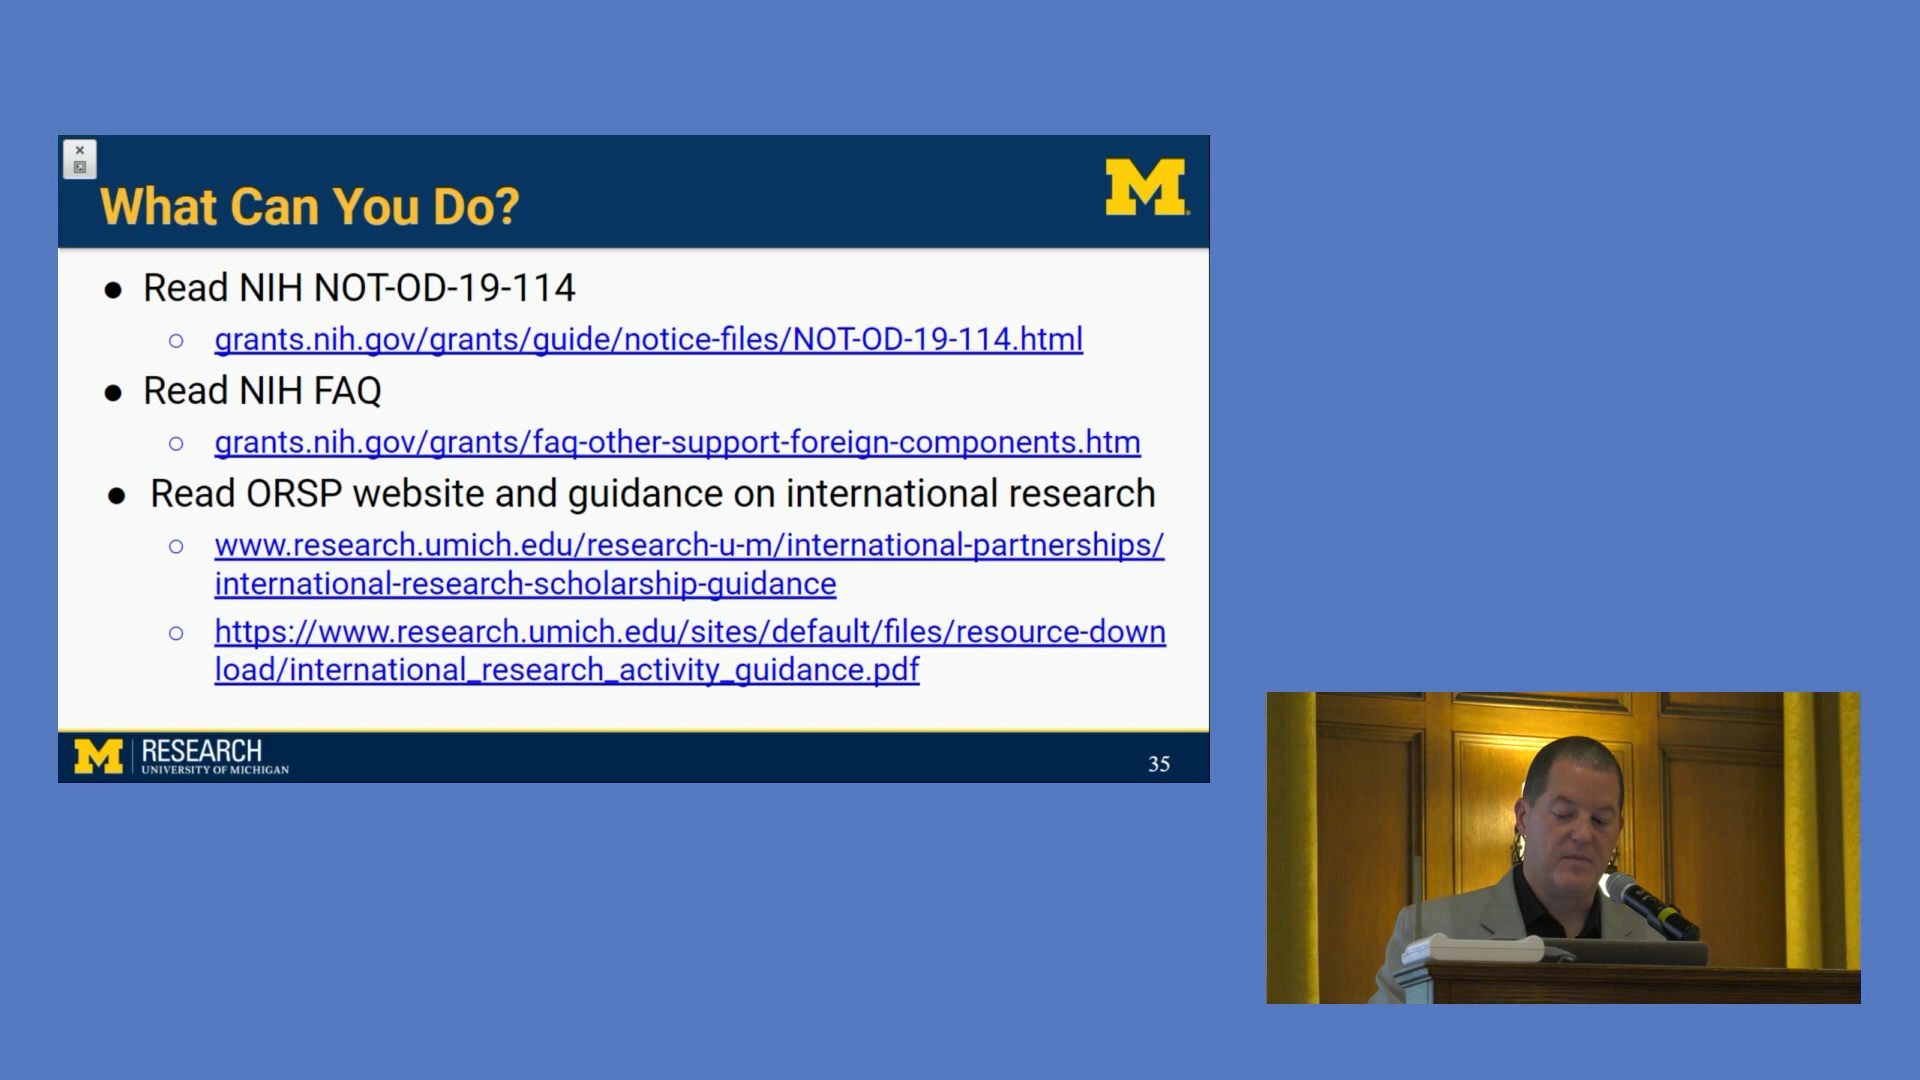 What Can You Do?
M
● Read NIH NOT-OD-19-114
○ grants.nih.gov/grants/guide/notice-files/NOT-OD-19-114.html
● Read NIH FAQ
○ grants.nih.gov/grants/faq-other-support-foreign-components.htm
● Read ORSP website and guidance on international research
○ www.research.umich.edu/research-u-m/international-partnerships/
international-research-scholarship-guidance
○ https://www.research.umich.edu/sites/default/files/resource-down
load/international_research_activity_guidance.pdf
M RESEARCH
UNIVERSITY OF MICHIGAN
35